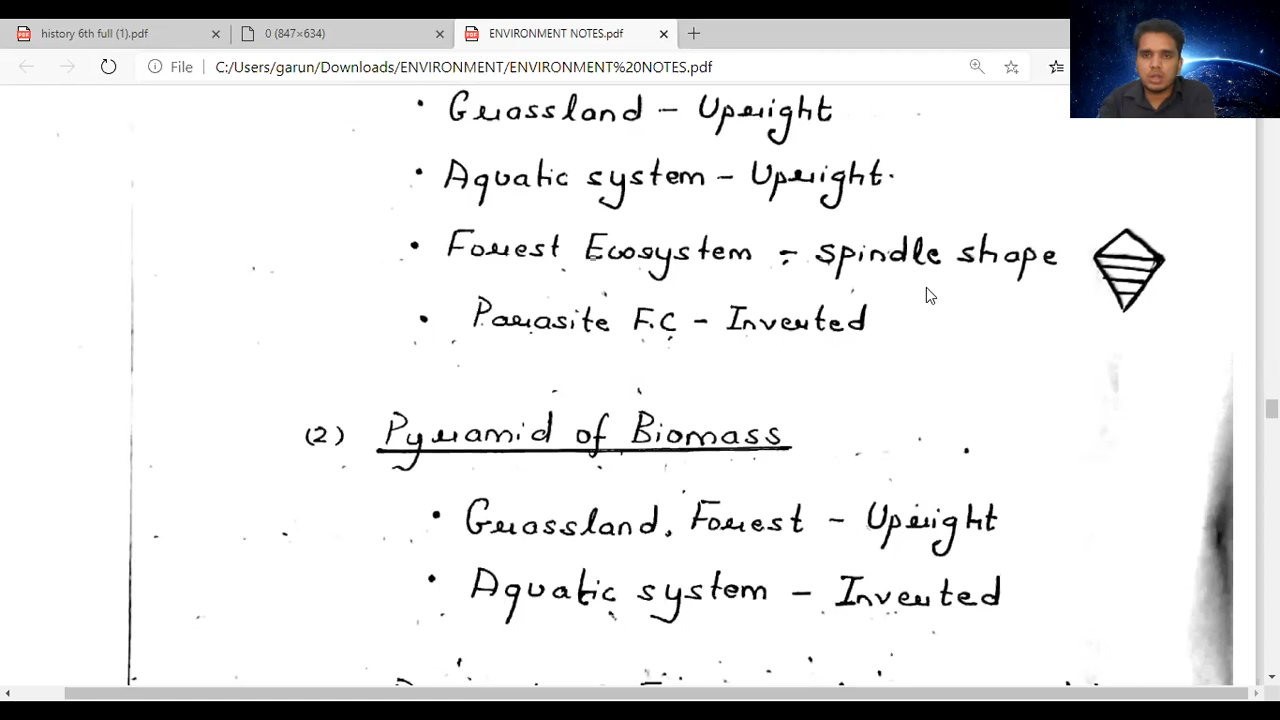 history 6th full (1).pdf
0 (847×634)
ENVIRONMENT NOTES.pdf
File
C:/Users/garun/Downloads/ENVIRONMENT/ENVIRONMENT%20NOTES.pdf
• Grassland - Upright
• Aquatic system - Upright.
• Forest Ecosystem - spindle shape
• Parasite F.C - Inverted
(2) Pyramid of Biomass
• Grassland, Forest - Upright
• Aquatic system - Inverted